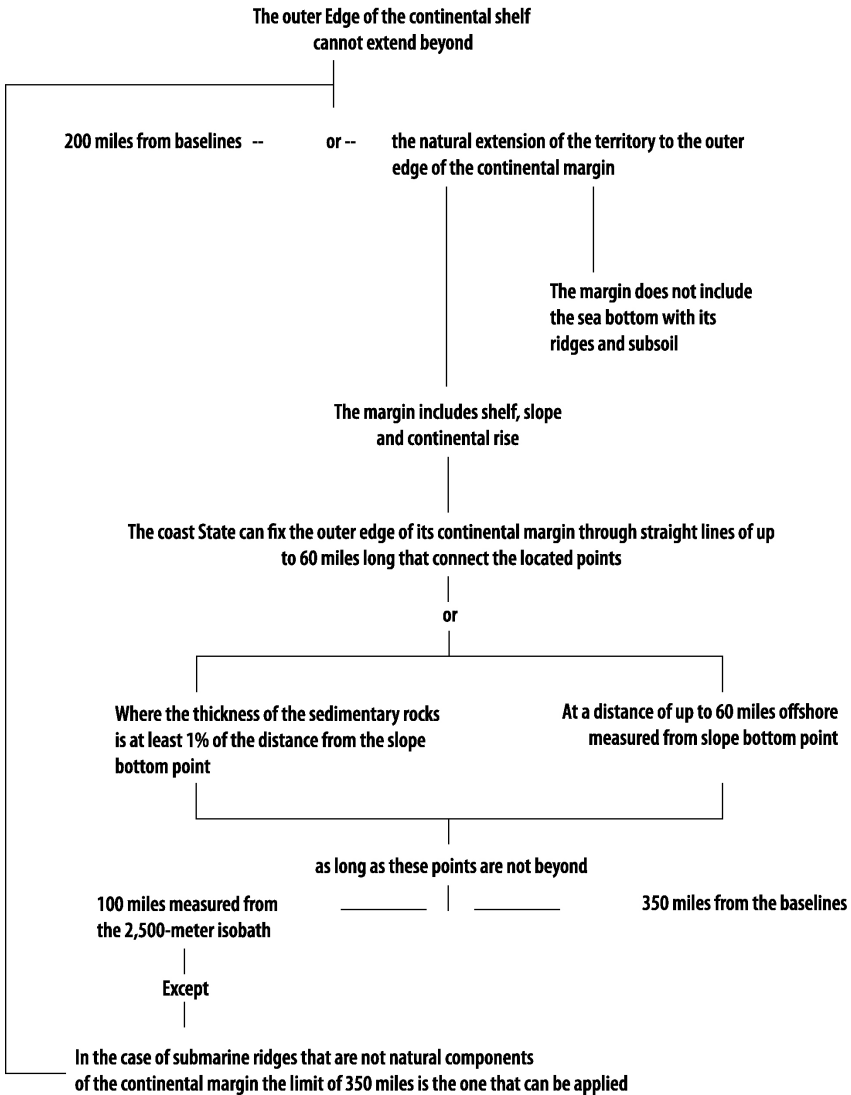 The outer Edge of the continental shelf
cannot extend beyond
200 miles from baselines --
or --
the natural extension of the territory to the outer
edge of the continental margin
The margin does not include
the sea bottom with its
ridges and subsoil
The margin includes shelf, slope
and continental rise
The coast State can fix the outer edge of its continental margin through straight lines of up
to 60 miles long that connect the located points
or
Where the thickness of the sedimentary rocks
is at least 1% of the distance from the slope
bottom point
At a distance of up to 60 miles offshore
measured from slope bottom point
as long as these points are not beyond
100 miles measured from
the 2,500-meter isobath
350 miles from the baselines
Except
In the case of submarine ridges that are not natural components
of the continental margin the limit of 350 miles is the one that can be applied